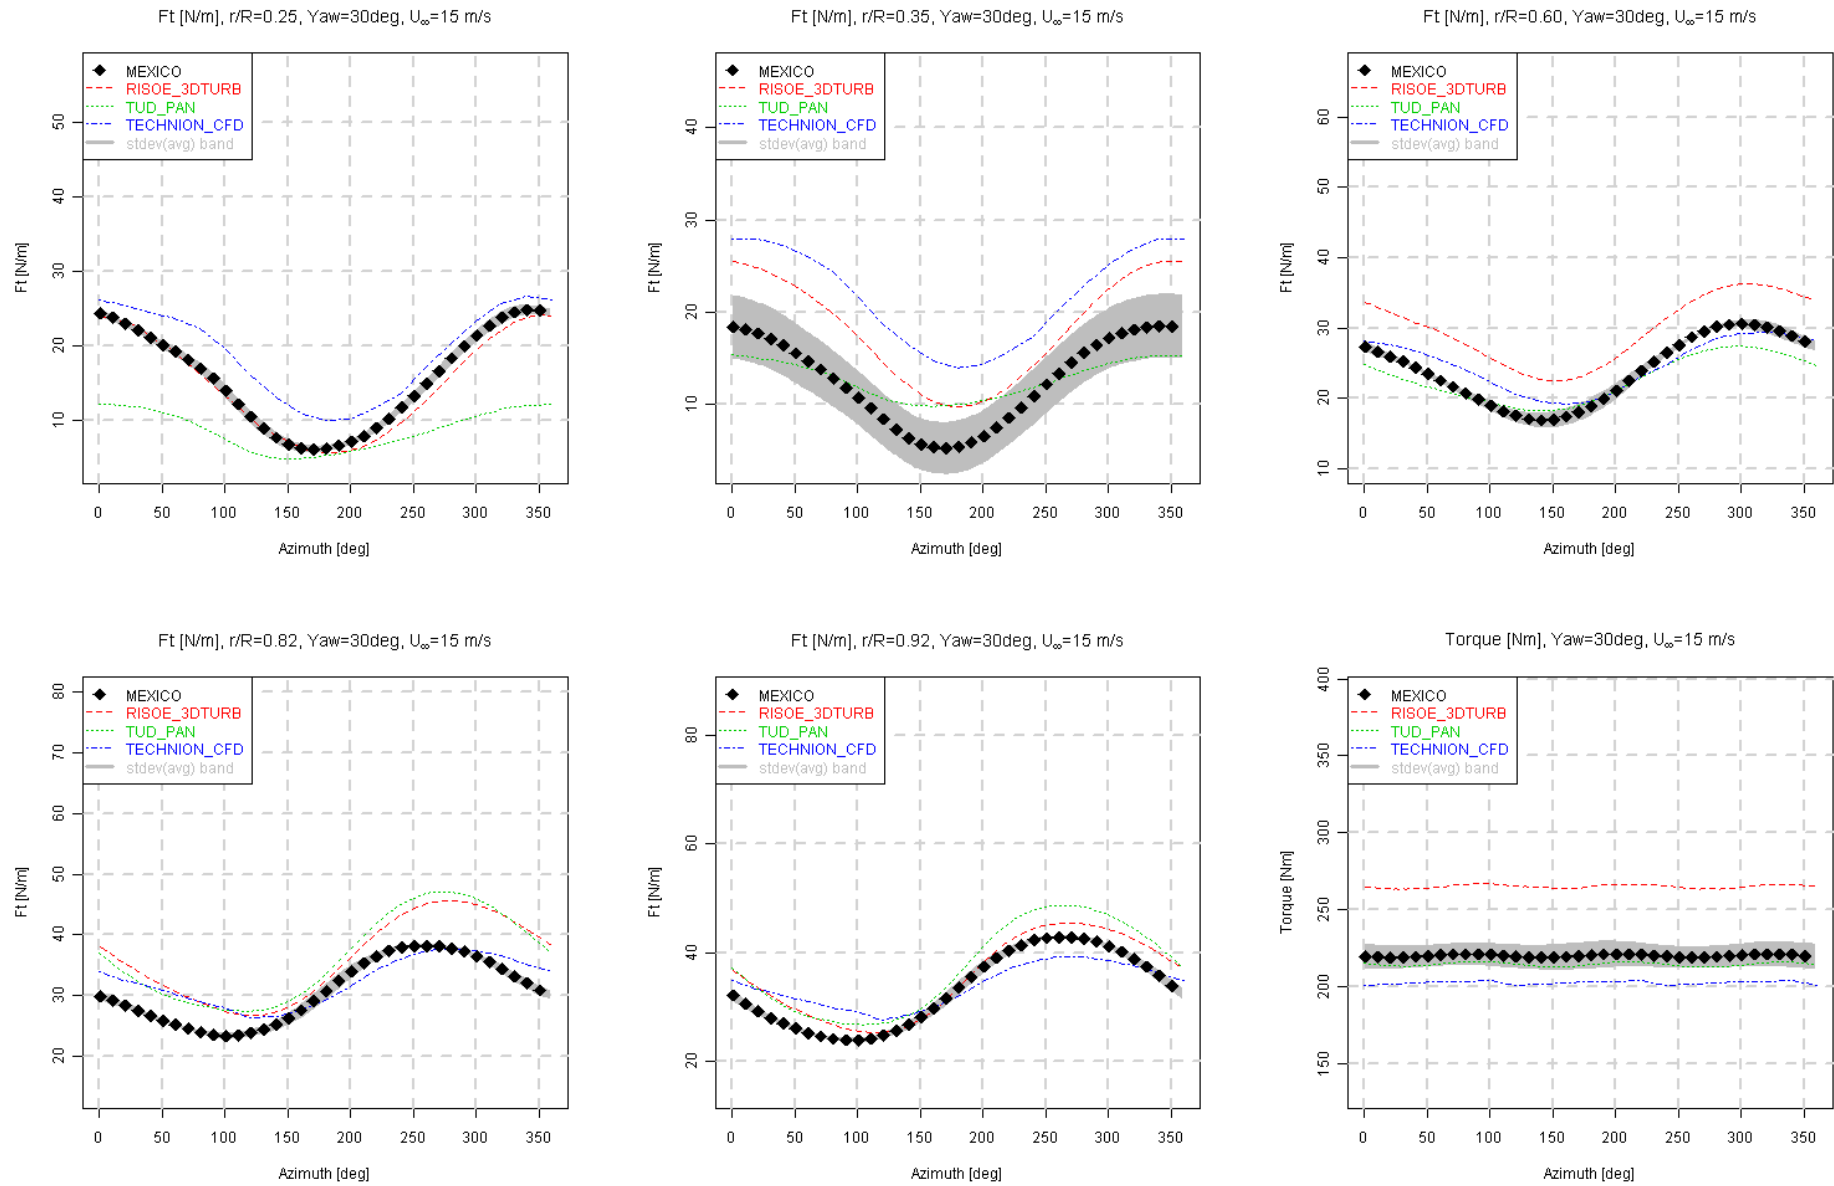 Ft [N/m], r/R=0.25, Yaw=30deg, U∞=15 m/s
MEXICO
RISOE_3DTURB
TUD_PAN
TECHNION_CFD
stdev(avg) band
Ft [N/m]
10 20 30 40 50
0 50 100 150 200 250 300 350
Azimuth [deg]
Ft [N/m], r/R=0.35, Yaw=30deg, U∞=15 m/s
MEXICO
RISOE_3DTURB
TUD_PAN
TECHNION_CFD
stdev(avg) band
Ft [N/m]
10 20 30 40
0 50 100 150 200 250 300 350
Azimuth [deg]
Ft [N/m], r/R=0.60, Yaw=30deg, U∞=15 m/s
MEXICO
RISOE_3DTURB
TUD_PAN
TECHNION_CFD
stdev(avg) band
Ft [N/m]
10 20 30 40 50 60
0 50 100 150 200 250 300 350
Azimuth [deg]
Ft [N/m], r/R=0.82, Yaw=30deg, U∞=15 m/s
MEXICO
RISOE_3DTURB
TUD_PAN
TECHNION_CFD
stdev(avg) band
Ft [N/m]
20 30 40 50 60 70 80
0 50 100 150 200 250 300 350
Azimuth [deg]
Ft [N/m], r/R=0.92, Yaw=30deg, U∞=15 m/s
MEXICO
RISOE_3DTURB
TUD_PAN
TECHNION_CFD
stdev(avg) band
Ft [N/m]
20 40 60 80
0 50 100 150 200 250 300 350
Azimuth [deg]
Torque [Nm], Yaw=30deg, U∞=15 m/s
MEXICO
RISOE_3DTURB
TUD_PAN
TECHNION_CFD
stdev(avg) band
Torque [Nm]
150 200 250 300 350 400
0 50 100 150 200 250 300 350
Azimuth [deg]